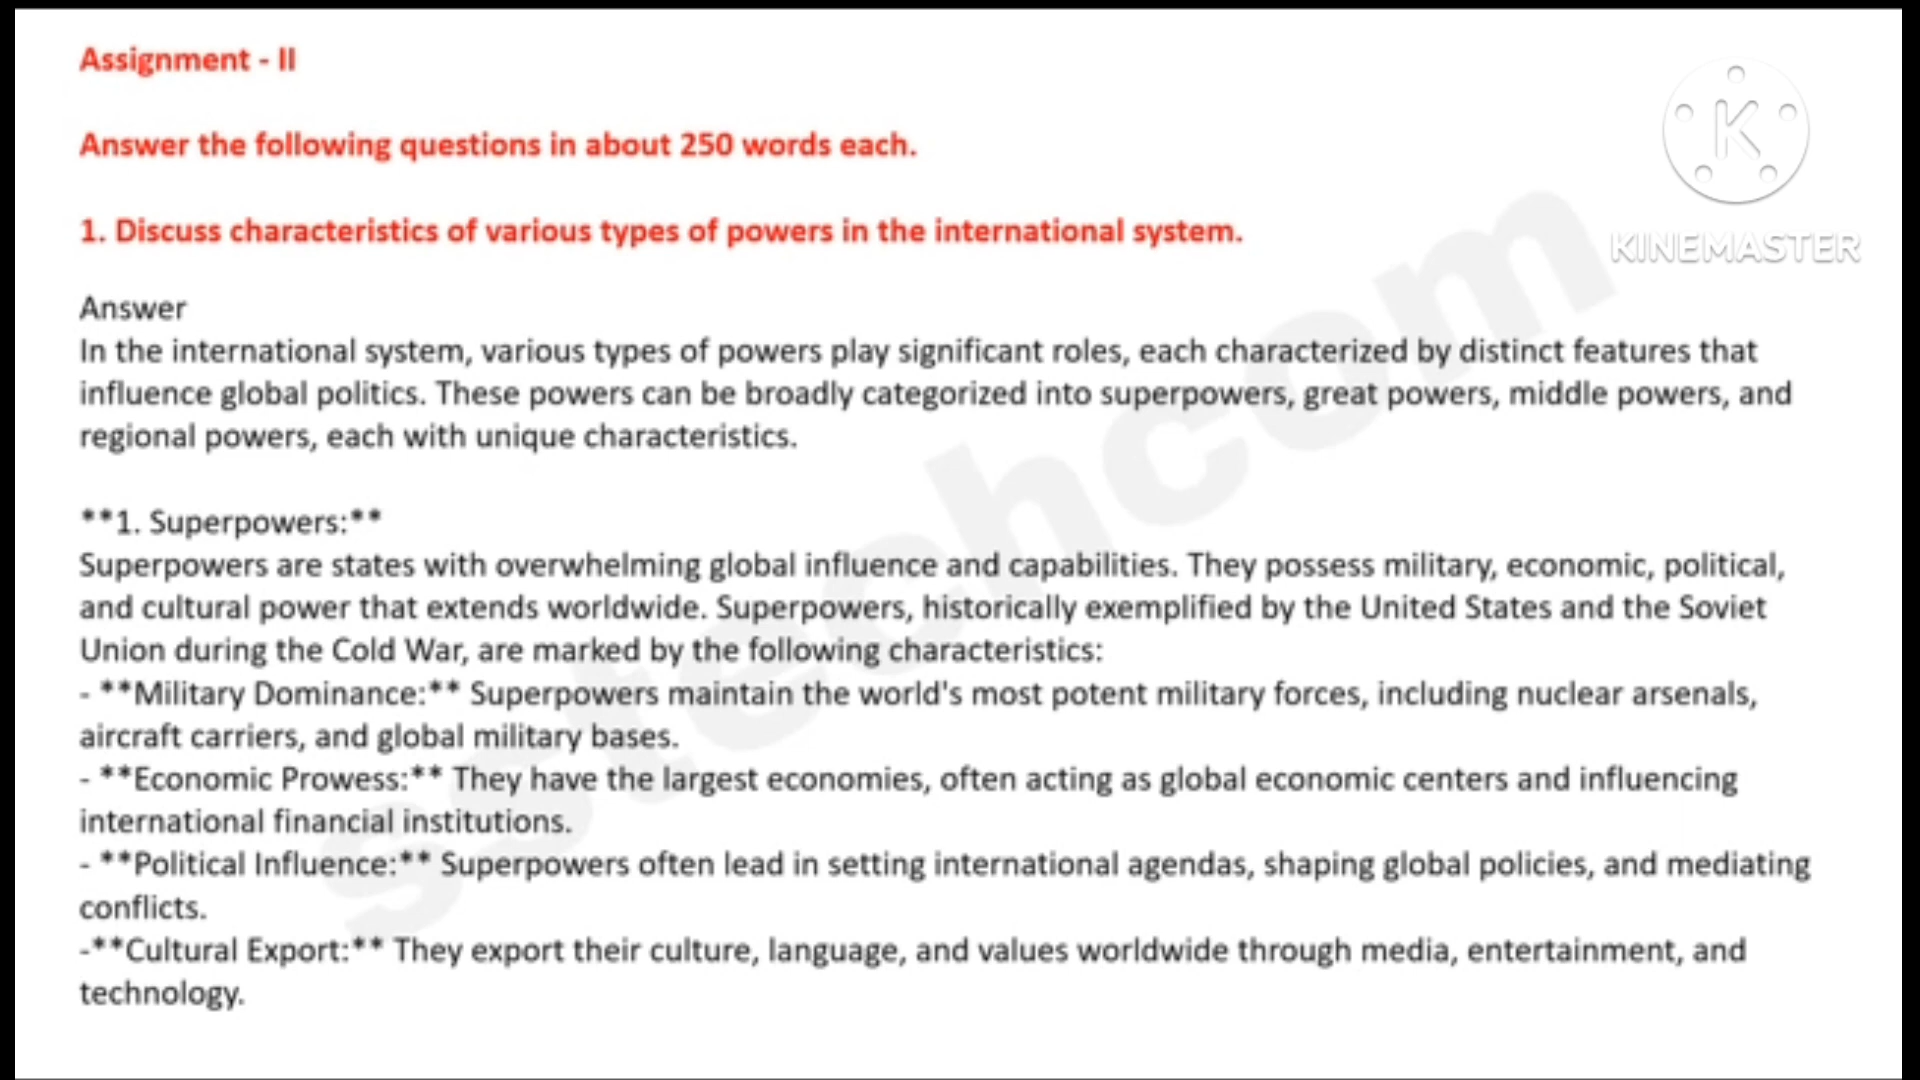 Assignment - II
Answer the following questions in about 250 words each.
1. Discuss characteristics of various types of powers in the international system.
K
KINEMASTER
Answer
In the international system, various types of powers play significant roles, each characterized by distinct features that
influence global politics. These powers can be broadly categorized into superpowers, great powers, middle powers, and
regional powers, each with unique characteristics.
**1. Superpowers:**
Superpowers are states with overwhelming global influence and capabilities. They possess military, economic, political,
and cultural power that extends worldwide. Superpowers, historically exemplified by the United States and the Soviet
Union during the Cold War, are marked by the following characteristics:
- **Military Dominance:** Superpowers maintain the world's most potent military forces, including nuclear arsenals,
aircraft carriers, and global military bases.
- **Economic Prowess:** They have the largest economies, often acting as global economic centers and influencing
international financial institutions.
- **Political Influence:** Superpowers often lead in setting international agendas, shaping global policies, and mediating
conflicts.
-**Cultural Export:** They export their culture, language, and values worldwide through media, entertainment, and
technology.
sstechcom